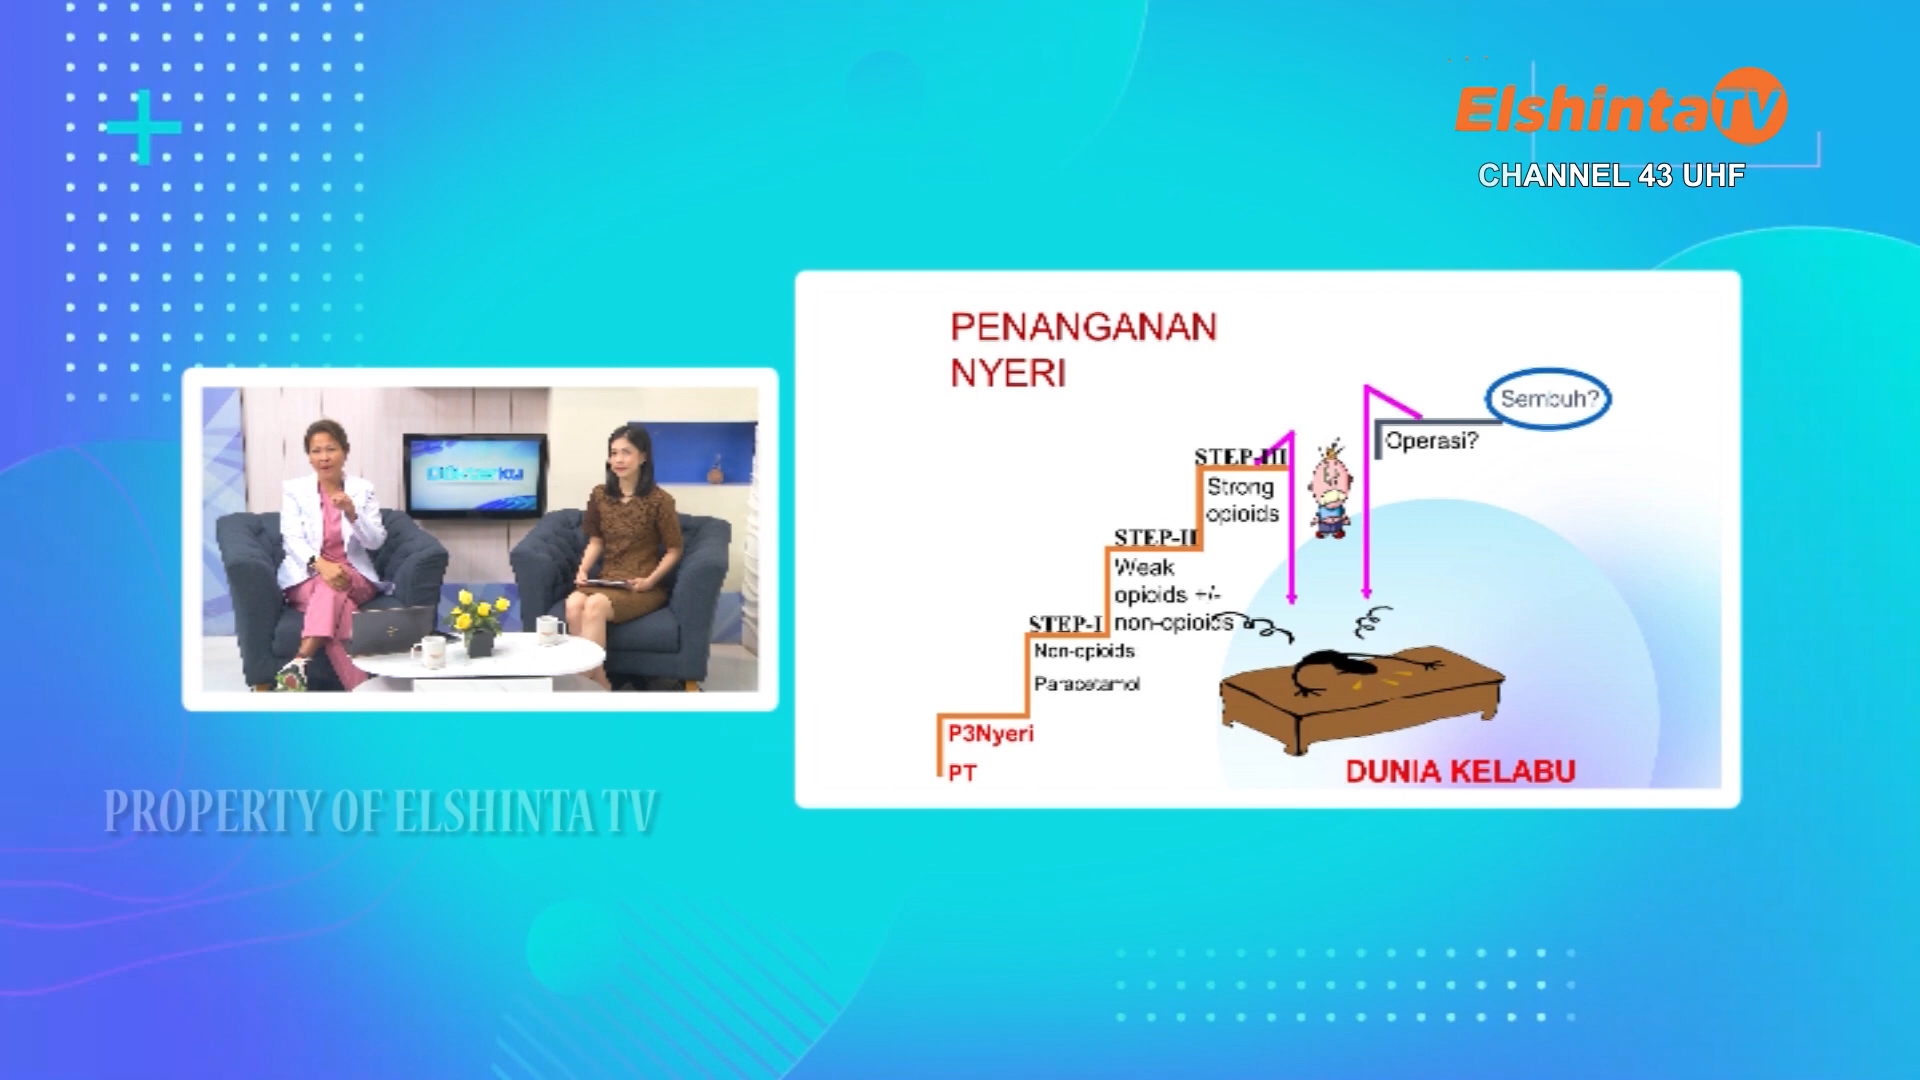 ElshintaTV
CHANNEL 43 UHF
PENANGANAN
NYERI
Sembuh?
Operasi?
STEP-III
Strong
opioids
STEP-II
Weak
opioids +/-
non-opioids
STEP-I
Non-opioids
Paracetamol
P3Nyeri
PT
DUNIA KELABU
PROPERTY OF ELSHINTA TV